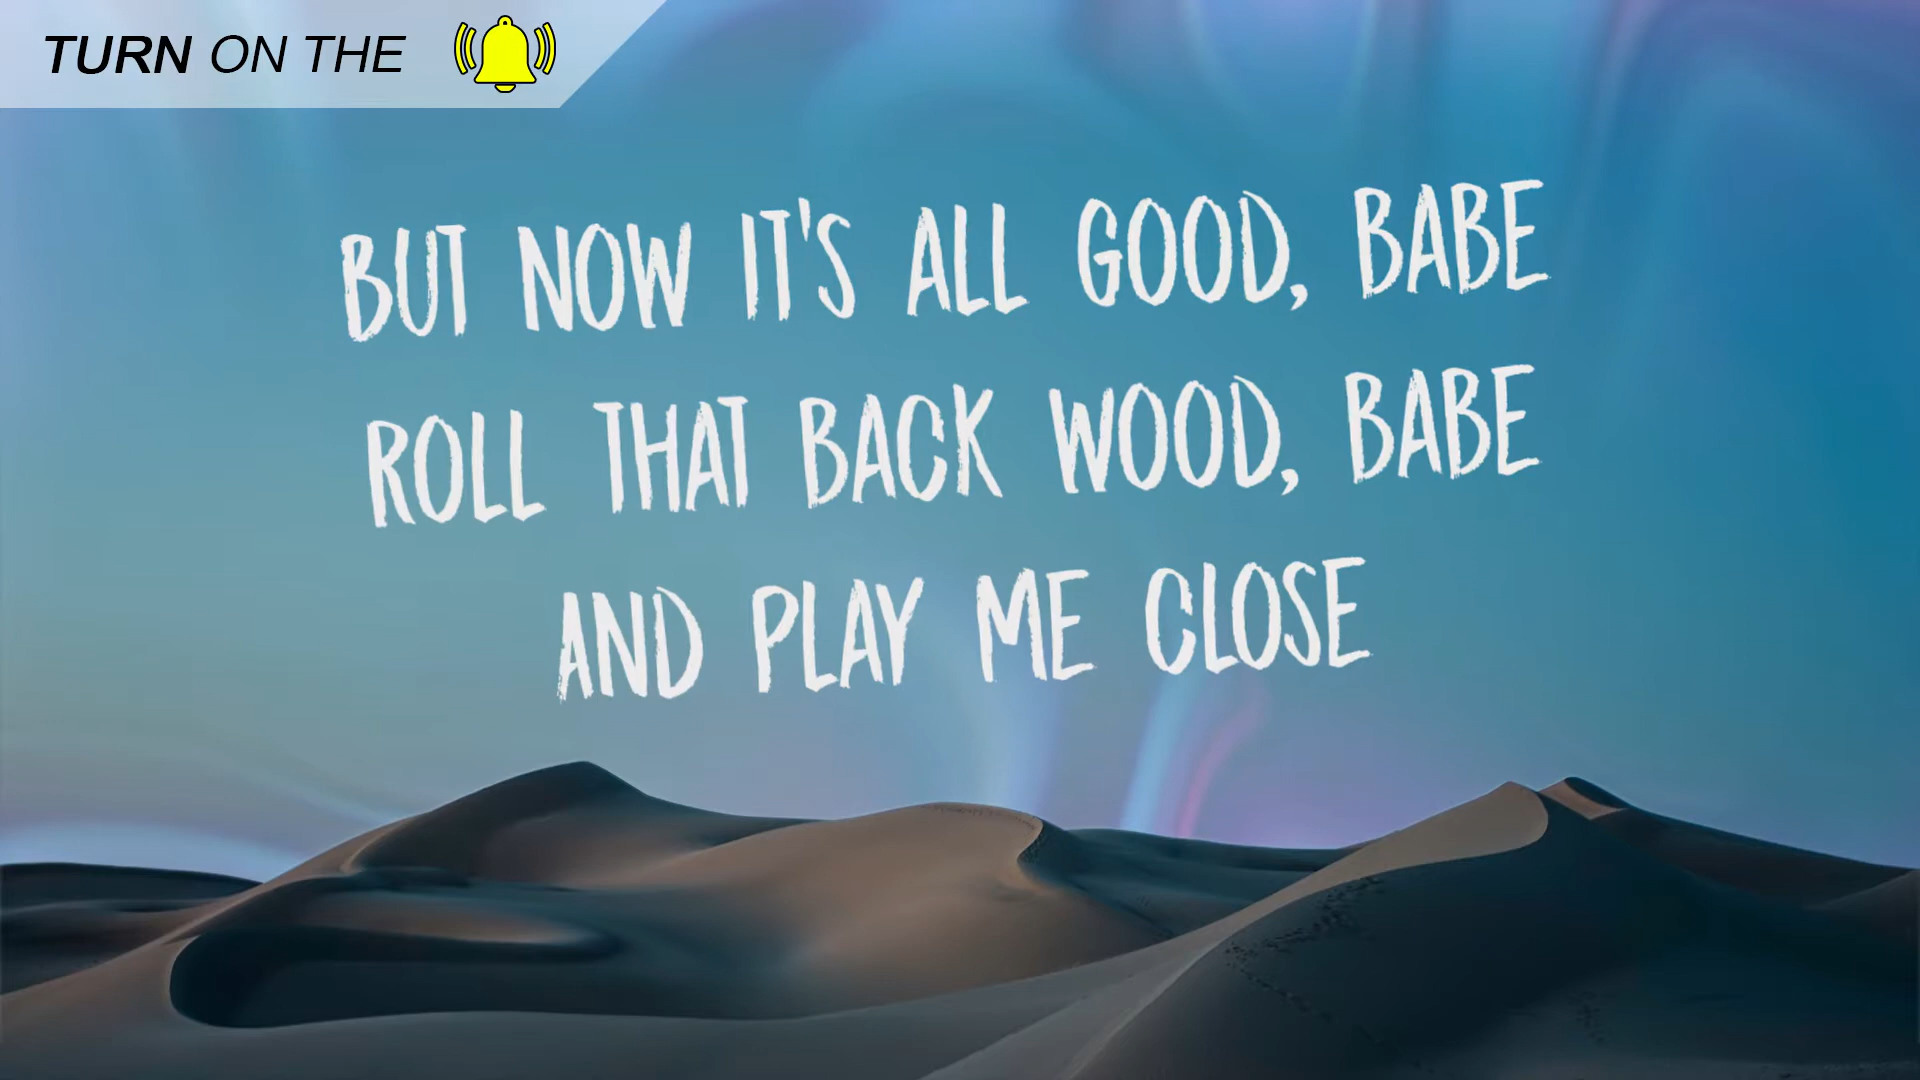 TURN ON THE
BUT NOW IT'S ALL GOOD, BABE
ROLL THAT BACK WOOD, BABE
AND PLAY ME CLOSE